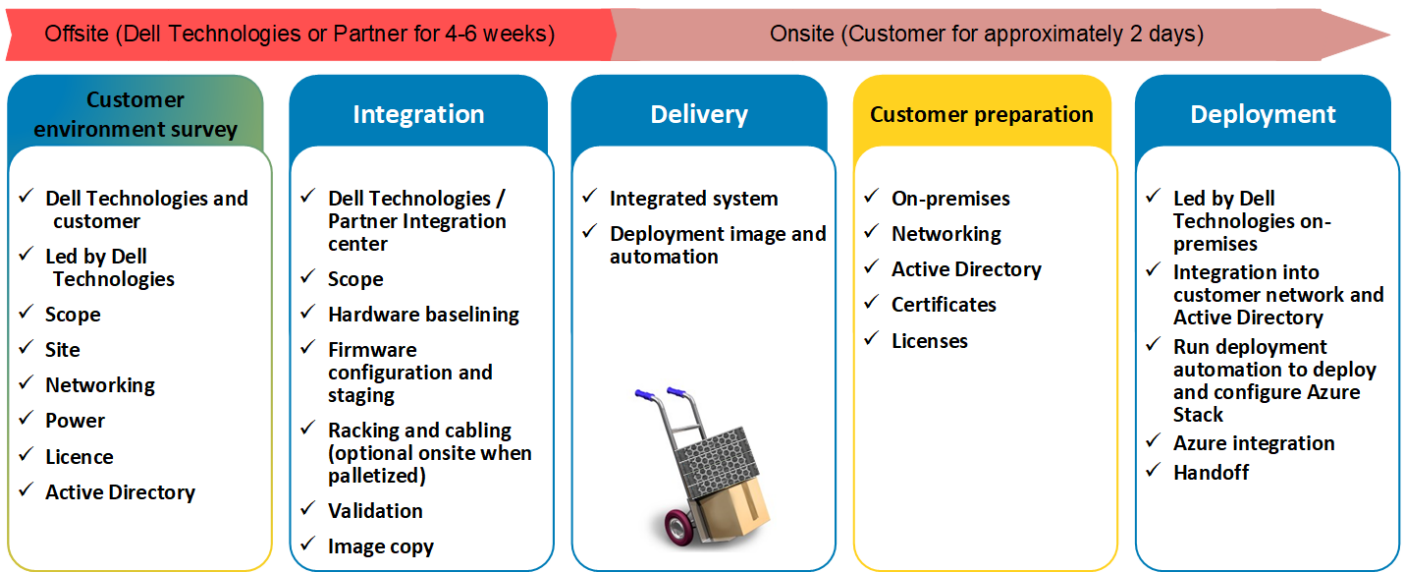 Offsite (Dell Technologies or Partner for 4-6 weeks)
Onsite (Customer for approximately 2 days)
Customer
environment survey
✓ Dell Technologies and
customer
✓ Led by Dell
Technologies
✓ Scope
✓ Site
✓ Networking
✓ Power
✓ Licence
✓ Active Directory
Integration
✓ Dell Technologies /
Partner Integration
center
✓ Scope
✓ Hardware baselining
✓ Firmware
configuration and
staging
✓ Racking and cabling
(optional onsite when
palletized)
✓ Validation
✓ Image copy
Delivery
✓ Integrated system
✓ Deployment image and
automation
Customer preparation
✓ On-premises
✓ Networking
✓ Active Directory
✓ Certificates
✓ Licenses
Deployment
✓ Led by Dell
Technologies on-
premises
✓ Integration into
customer network and
Active Directory
✓ Run deployment
automation to deploy
and configure Azure
Stack
✓ Azure integration
✓ Handoff